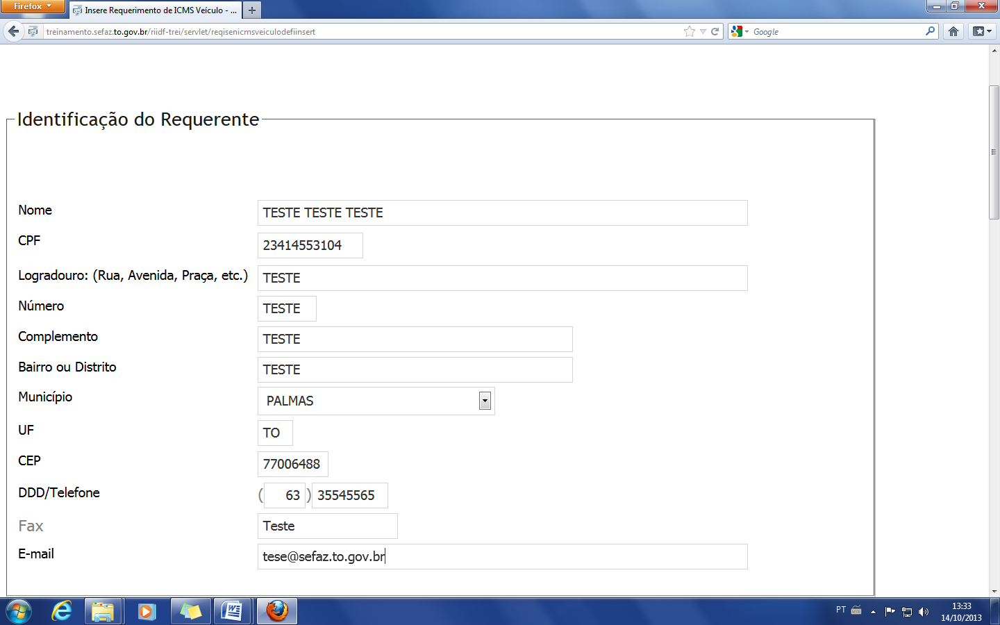 Firefox
Insere Requerimento de ICMS Veículo - ...
treinamento.sefaz.to.gov.br/riidf-trei/servlet/reqisenicmsveiculodefiinsert
Google
Identificação do Requerente
Nome TESTE TESTE TESTE
CPF 23414553104
Logradouro: (Rua, Avenida, Praça, etc.) TESTE
Número TESTE
Complemento TESTE
Bairro ou Distrito TESTE
Município PALMAS
UF TO
CEP 77006488
DDD/Telefone ( 63 ) 35545565
Fax Teste
E-mail tese@sefaz.to.gov.br
PT
13:33
14/10/2013